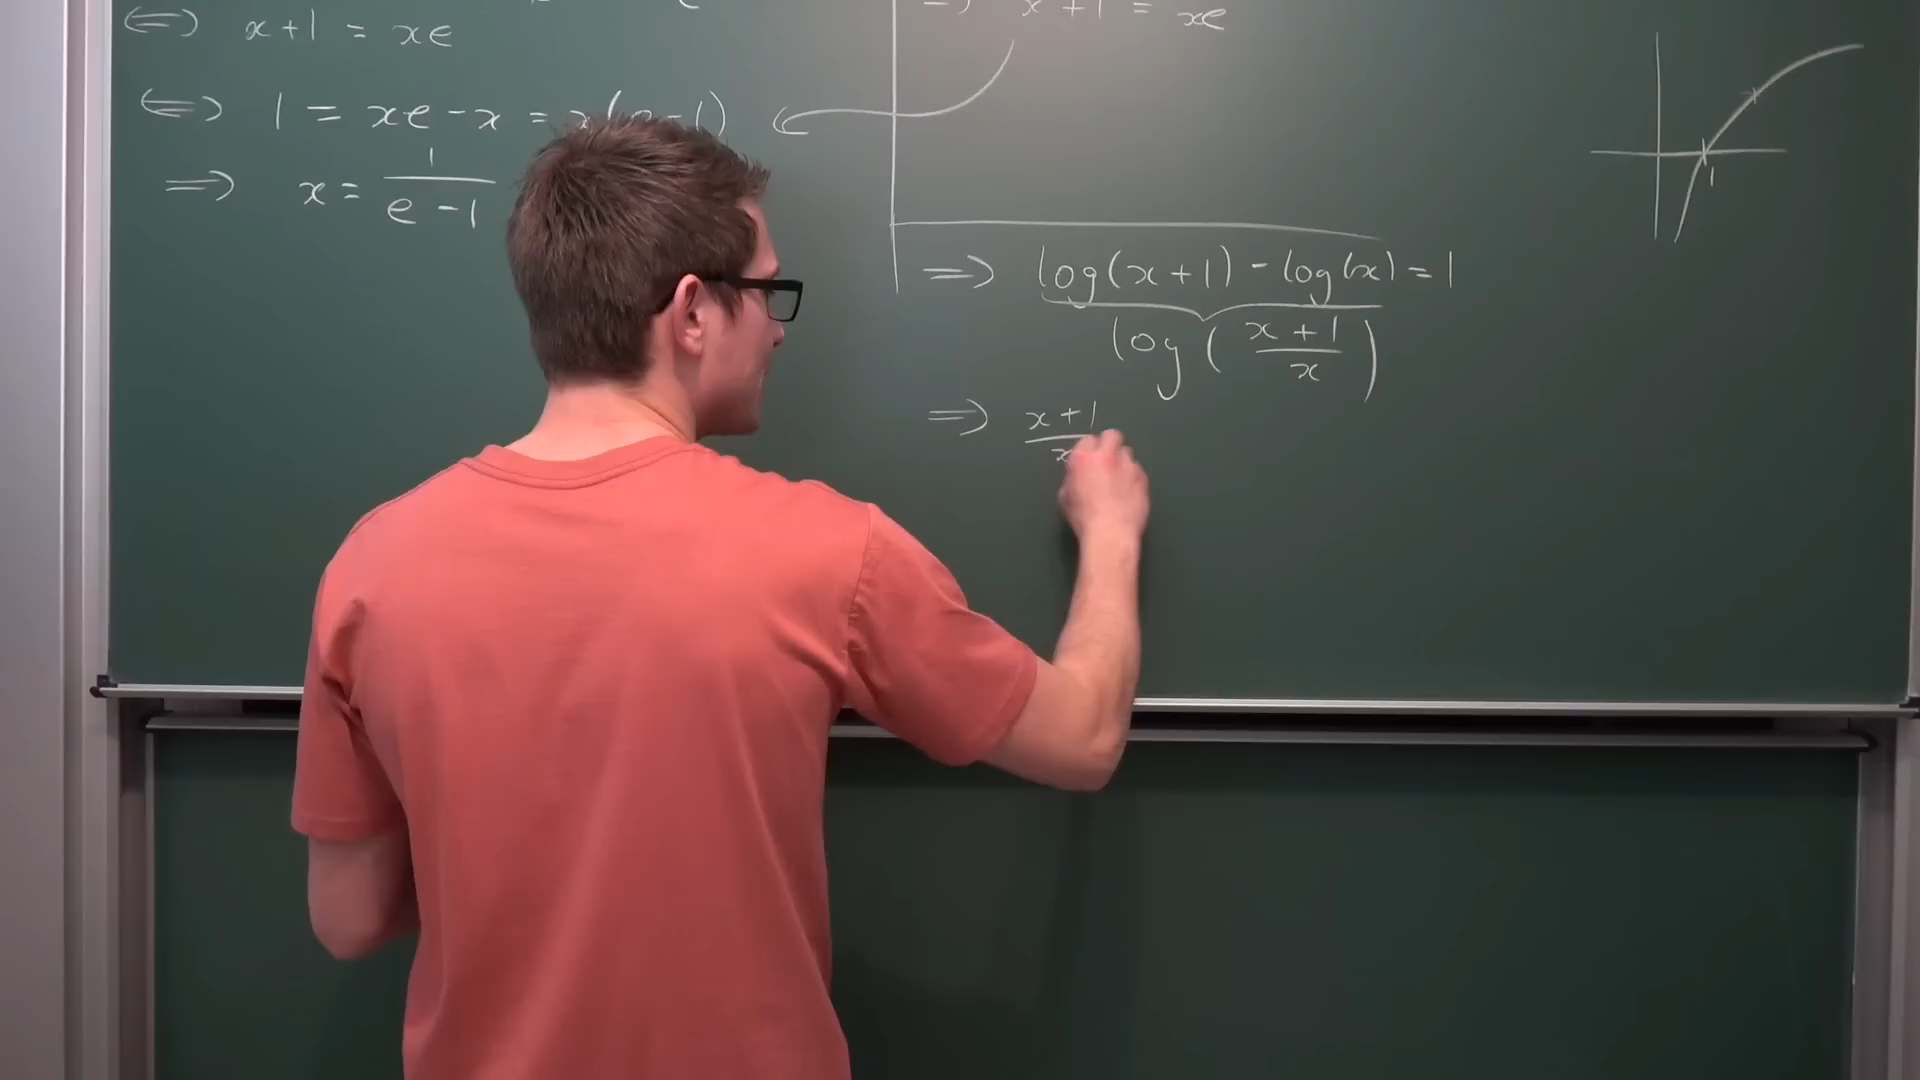 ⇔ x+1 = xe
⇔ 1 = xe - x = x(e-1)
⇒ x = 1/(e-1)
⇒ x+1 = xe
⇒ log(x+1) - log(x) = 1
log((x+1)/x)
⇒ (x+1)/x
1